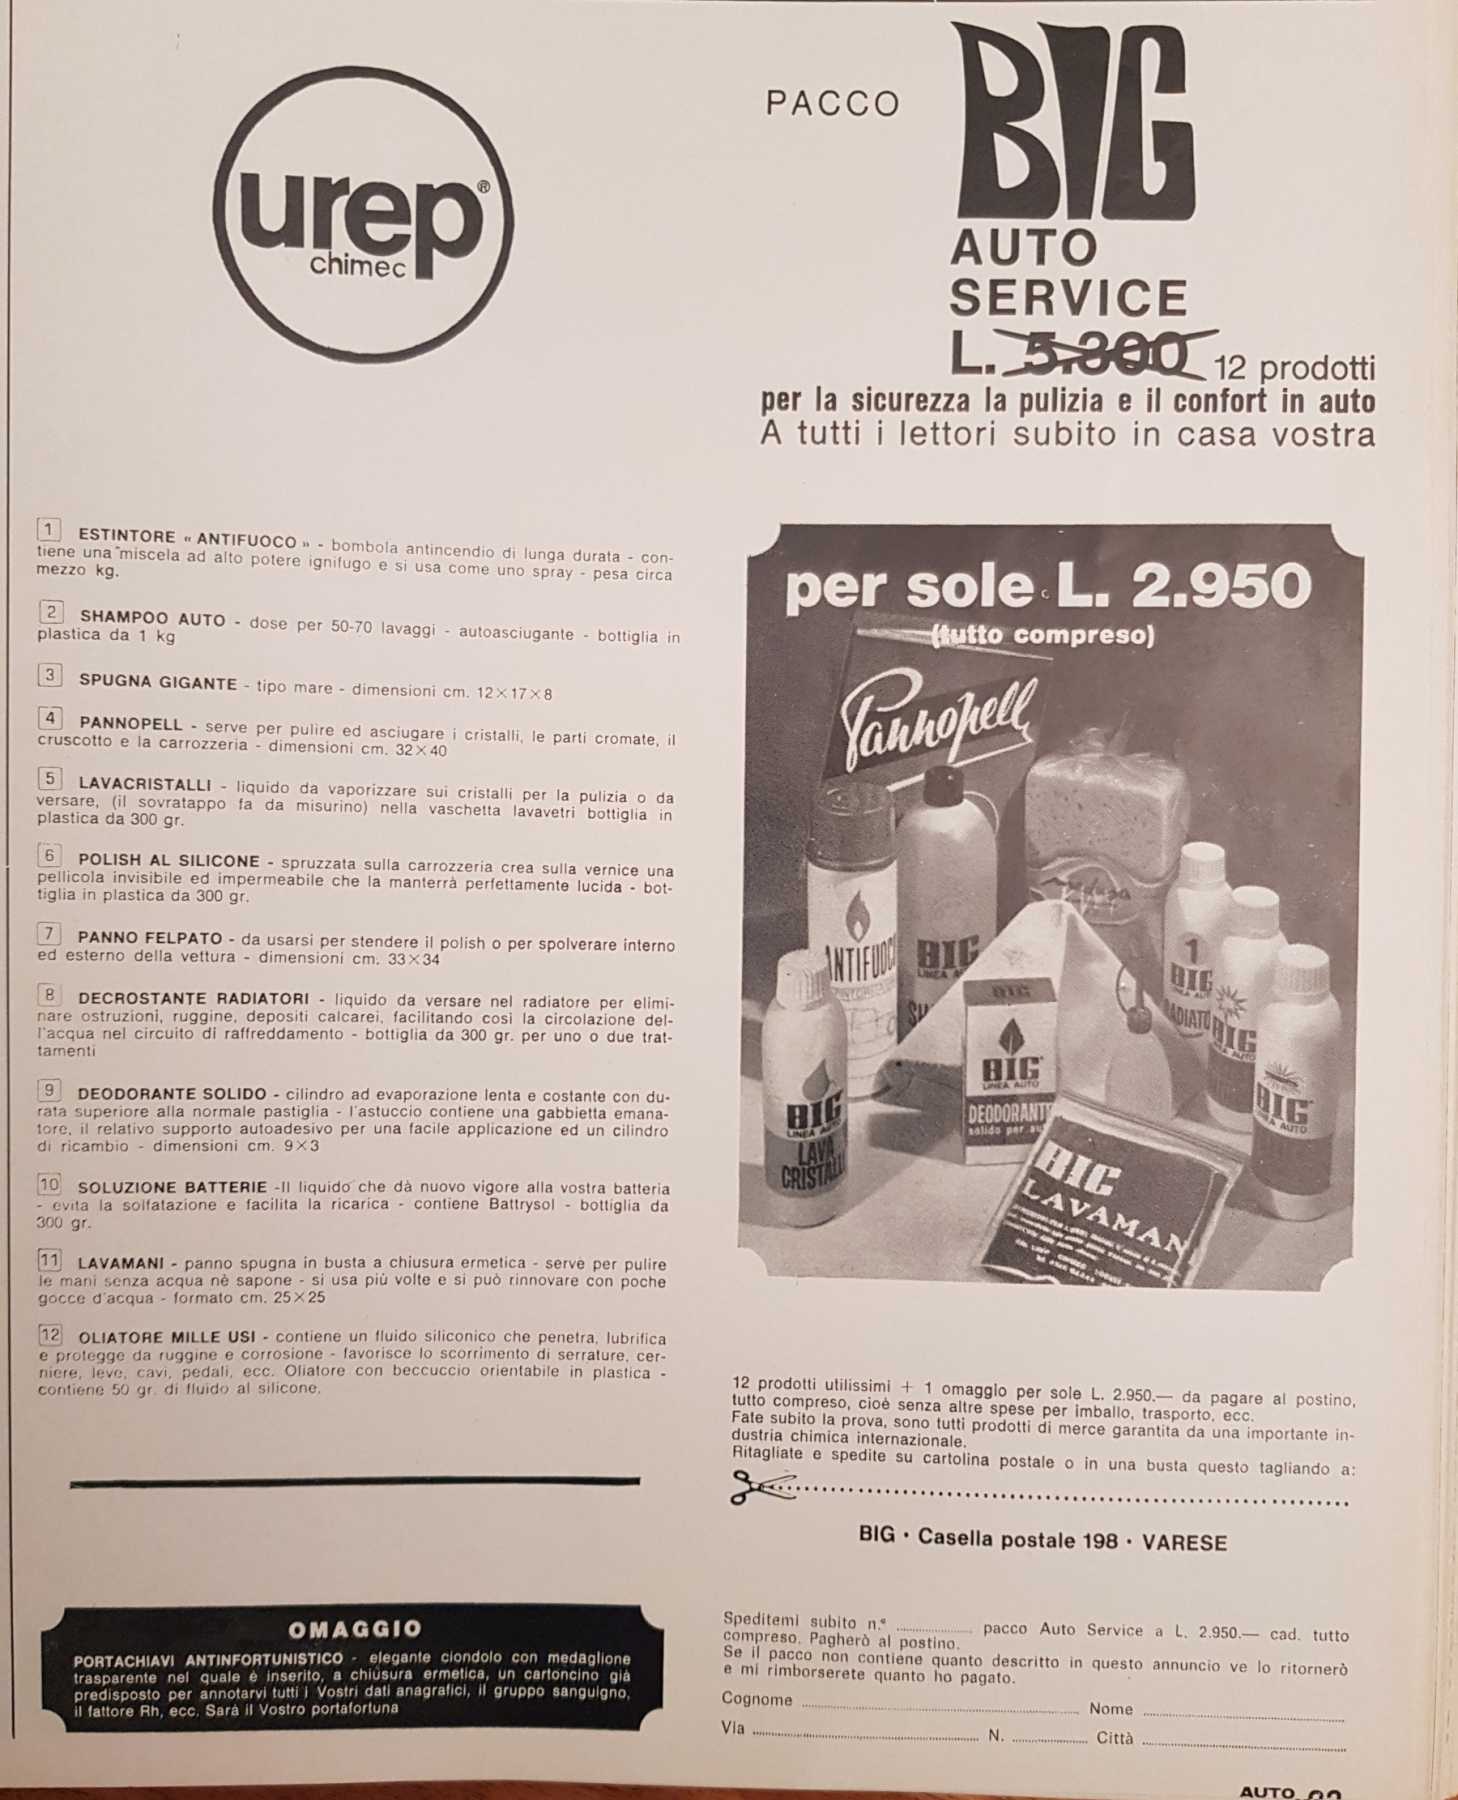 urep®
chimec
PACCO
BIG
AUTO
SERVICE
L. 5.300 12 prodotti
per la sicurezza la pulizia e il confort in auto
A tutti i lettori subito in casa vostra
1 ESTINTORE « ANTIFUOCO » - bombola antincendio di lunga durata - con-
tiene una miscela ad alto potere ignifugo e si usa come uno spray - pesa circa
mezzo kg.
2 SHAMPOO AUTO - dose per 50-70 lavaggi - autoasciugante - bottiglia in
plastica da 1 kg
3 SPUGNA GIGANTE - tipo mare - dimensioni cm. 12×17×8
4 PANNOPELL - serve per pulire ed asciugare i cristalli, le parti cromate, il
cruscotto e la carrozzeria - dimensioni cm. 32×40
5 LAVACRISTALLI - liquido da vaporizzare sui cristalli per la pulizia o da
versare, (il sovratappo fa da misurino) nella vaschetta lavavetri bottiglia in
plastica da 300 gr.
6 POLISH AL SILICONE - spruzzata sulla carrozzeria crea sulla vernice una
pellicola invisibile ed impermeabile che la manterrà perfettamente lucida - bot-
tiglia in plastica da 300 gr.
7 PANNO FELPATO - da usarsi per stendere il polish o per spolverare interno
ed esterno della vettura - dimensioni cm. 33×34
8 DECROSTANTE RADIATORI - liquido da versare nel radiatore per elimi-
nare ostruzioni, ruggine, depositi calcarei, facilitando così la circolazione del-
l'acqua nel circuito di raffreddamento - bottiglia da 300 gr. per uno o due trat-
tamenti
9 DEODORANTE SOLIDO - cilindro ad evaporazione lenta e costante con du-
rata superiore alla normale pastiglia - l'astuccio contiene una gabbietta emana-
tore, il relativo supporto autoadesivo per una facile applicazione ed un cilindro
di ricambio - dimensioni cm. 9×3
10 SOLUZIONE BATTERIE -Il liquido che dà nuovo vigore alla vostra batteria
- evita la solfatazione e facilita la ricarica - contiene Battrysol - bottiglia da
300 gr.
11 LAVAMANI - panno spugna in busta a chiusura ermetica - serve per pulire
le mani senza acqua nè sapone - si usa più volte e si può rinnovare con poche
gocce d'acqua - formato cm. 25×25
12 OLIATORE MILLE USI - contiene un fluido siliconico che penetra, lubrifica
e protegge da ruggine e corrosione - favorisce lo scorrimento di serrature, cer-
niere, leve, cavi, pedali, ecc. Oliatore con beccuccio orientabile in plastica -
contiene 50 gr. di fluido al silicone.
OMAGGIO
PORTACHIAVI ANTINFORTUNISTICO - elegante ciondolo con medaglione
trasparente nel quale è inserito, a chiusura ermetica, un cartoncino già
predisposto per annotarvi tutti i Vostri dati anagrafici, il gruppo sanguigno,
il fattore Rh, ecc. Sarà il Vostro portafortuna
per sole L. 2.950
(tutto compreso)
Pannopell
meduga
ANTIFUOCO
BIG
LINEA AUTO
SH
1
BIG
LINEA AUTO
RADIATO
BIG
LINEA AUTO
BIG
BIG
LINEA AUTO
DEODORANTE
solido per au
BIG
LINEA AUTO
LAVA
CRISTALLI
BIG
LINEA AUTO
BIG
LAVAMAN
12 prodotti utilissimi + 1 omaggio per sole L. 2.950.— da pagare al postino,
tutto compreso, cioè senza altre spese per imballo, trasporto, ecc.
Fate subito la prova, sono tutti prodotti di merce garantita da una importante in-
dustria chimica internazionale.
Ritagliate e spedite su cartolina postale o in una busta questo tagliando a:
BIG • Casella postale 198 • VARESE
Speditemi subito n.° .................... pacco Auto Service a L. 2.950.— cad. tutto
compreso. Pagherò al postino.
Se il pacco non contiene quanto descritto in questo annuncio ve lo ritornerò
e mi rimborserete quanto ho pagato.
Cognome .................... Nome ....................
Via .................... N. .................... Città ....................
AUTO